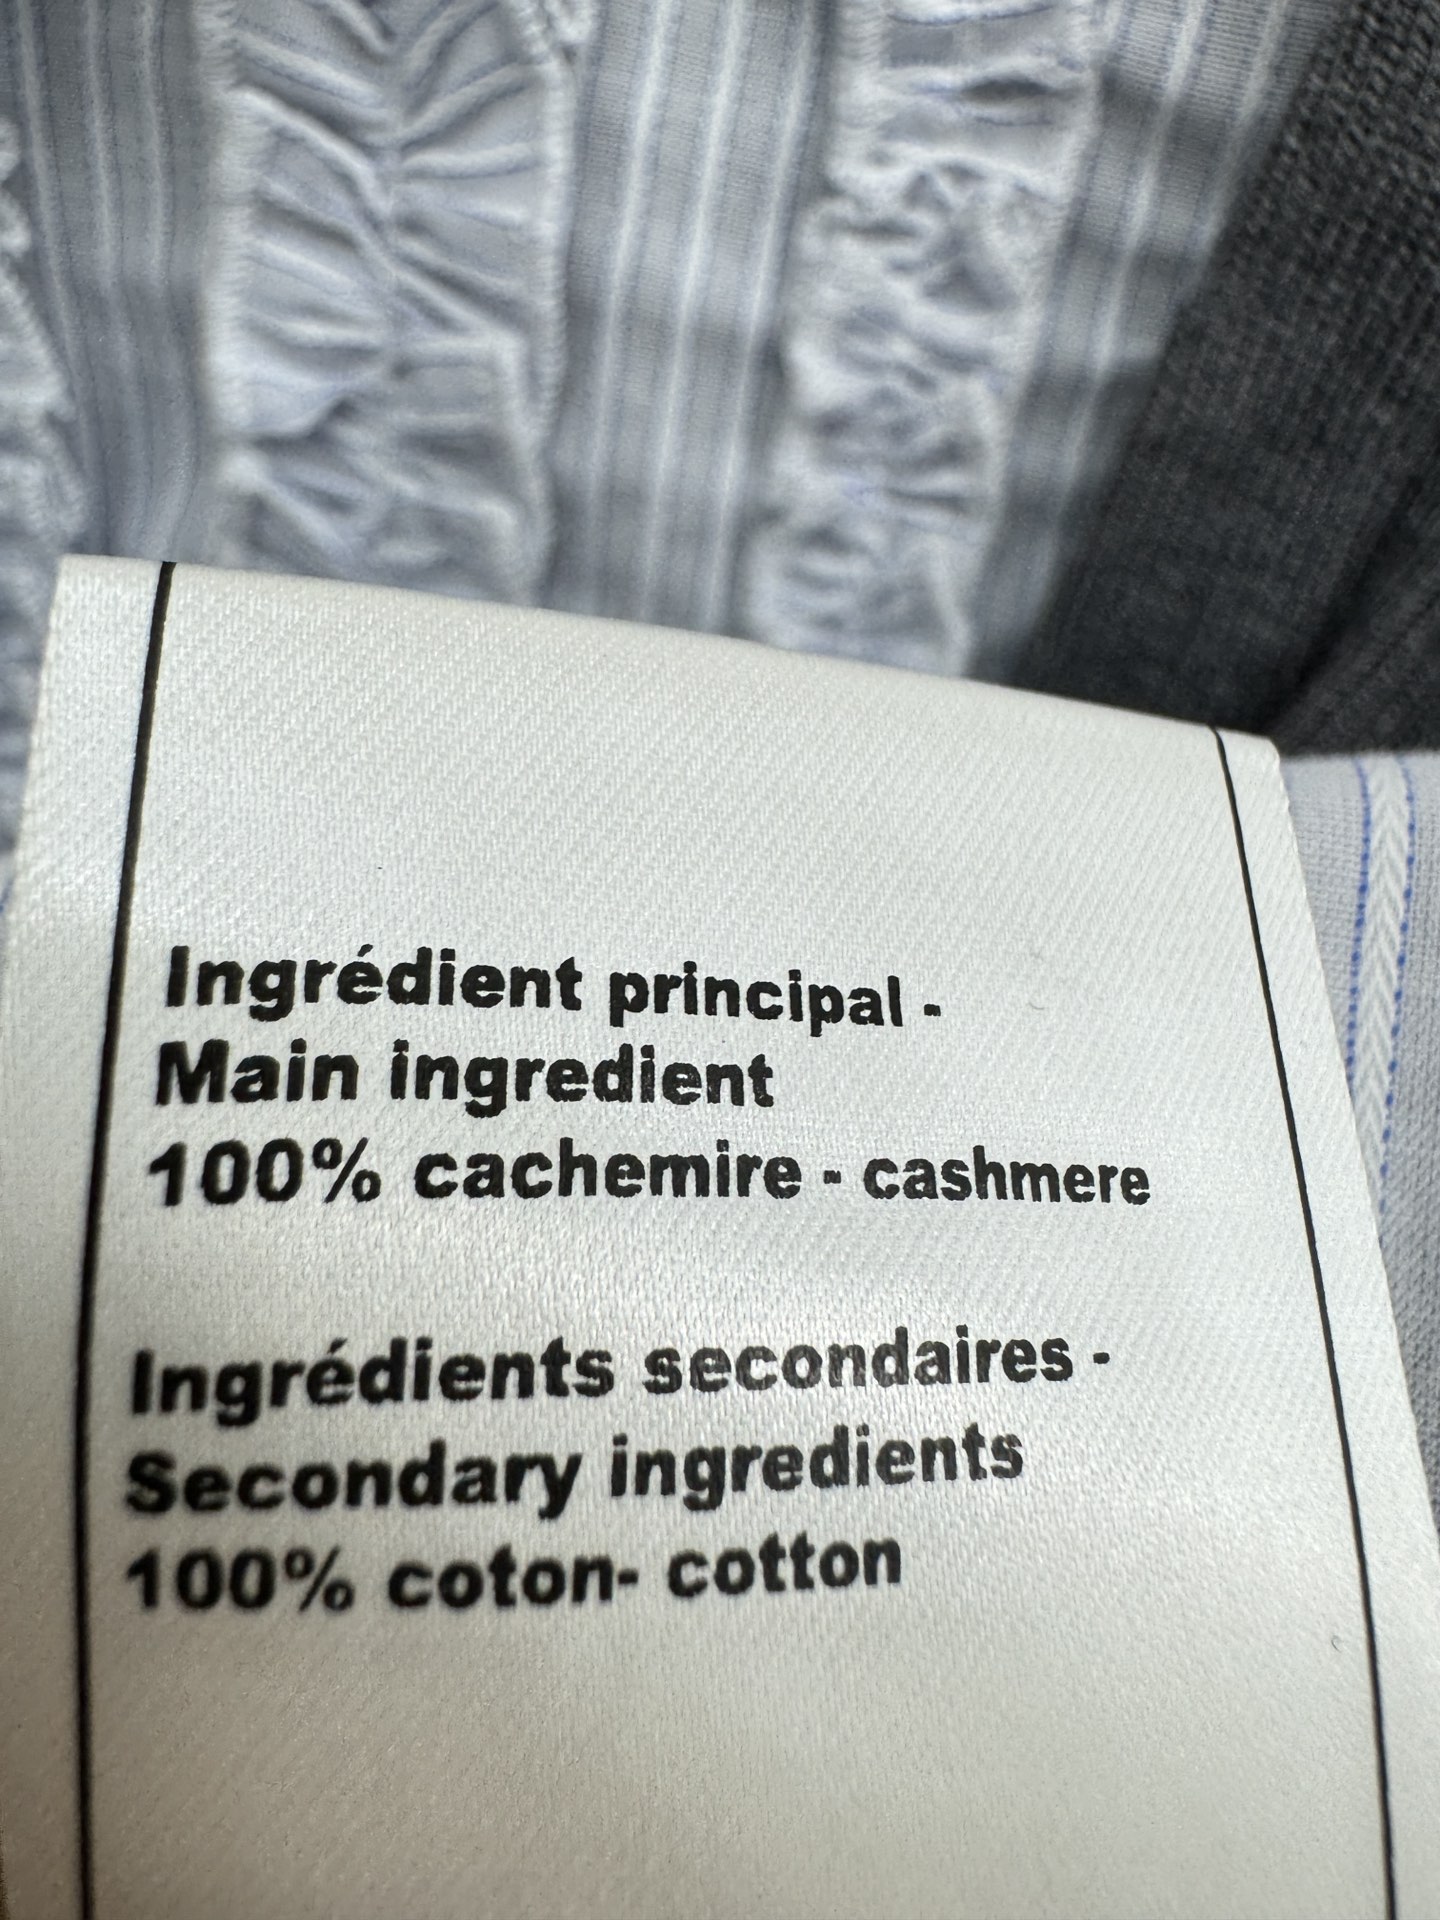 Ingrédient principal -
Main ingredient
100% cachemire - cashmere
Ingrédients secondaires -
Secondary ingredients
100% coton- cotton